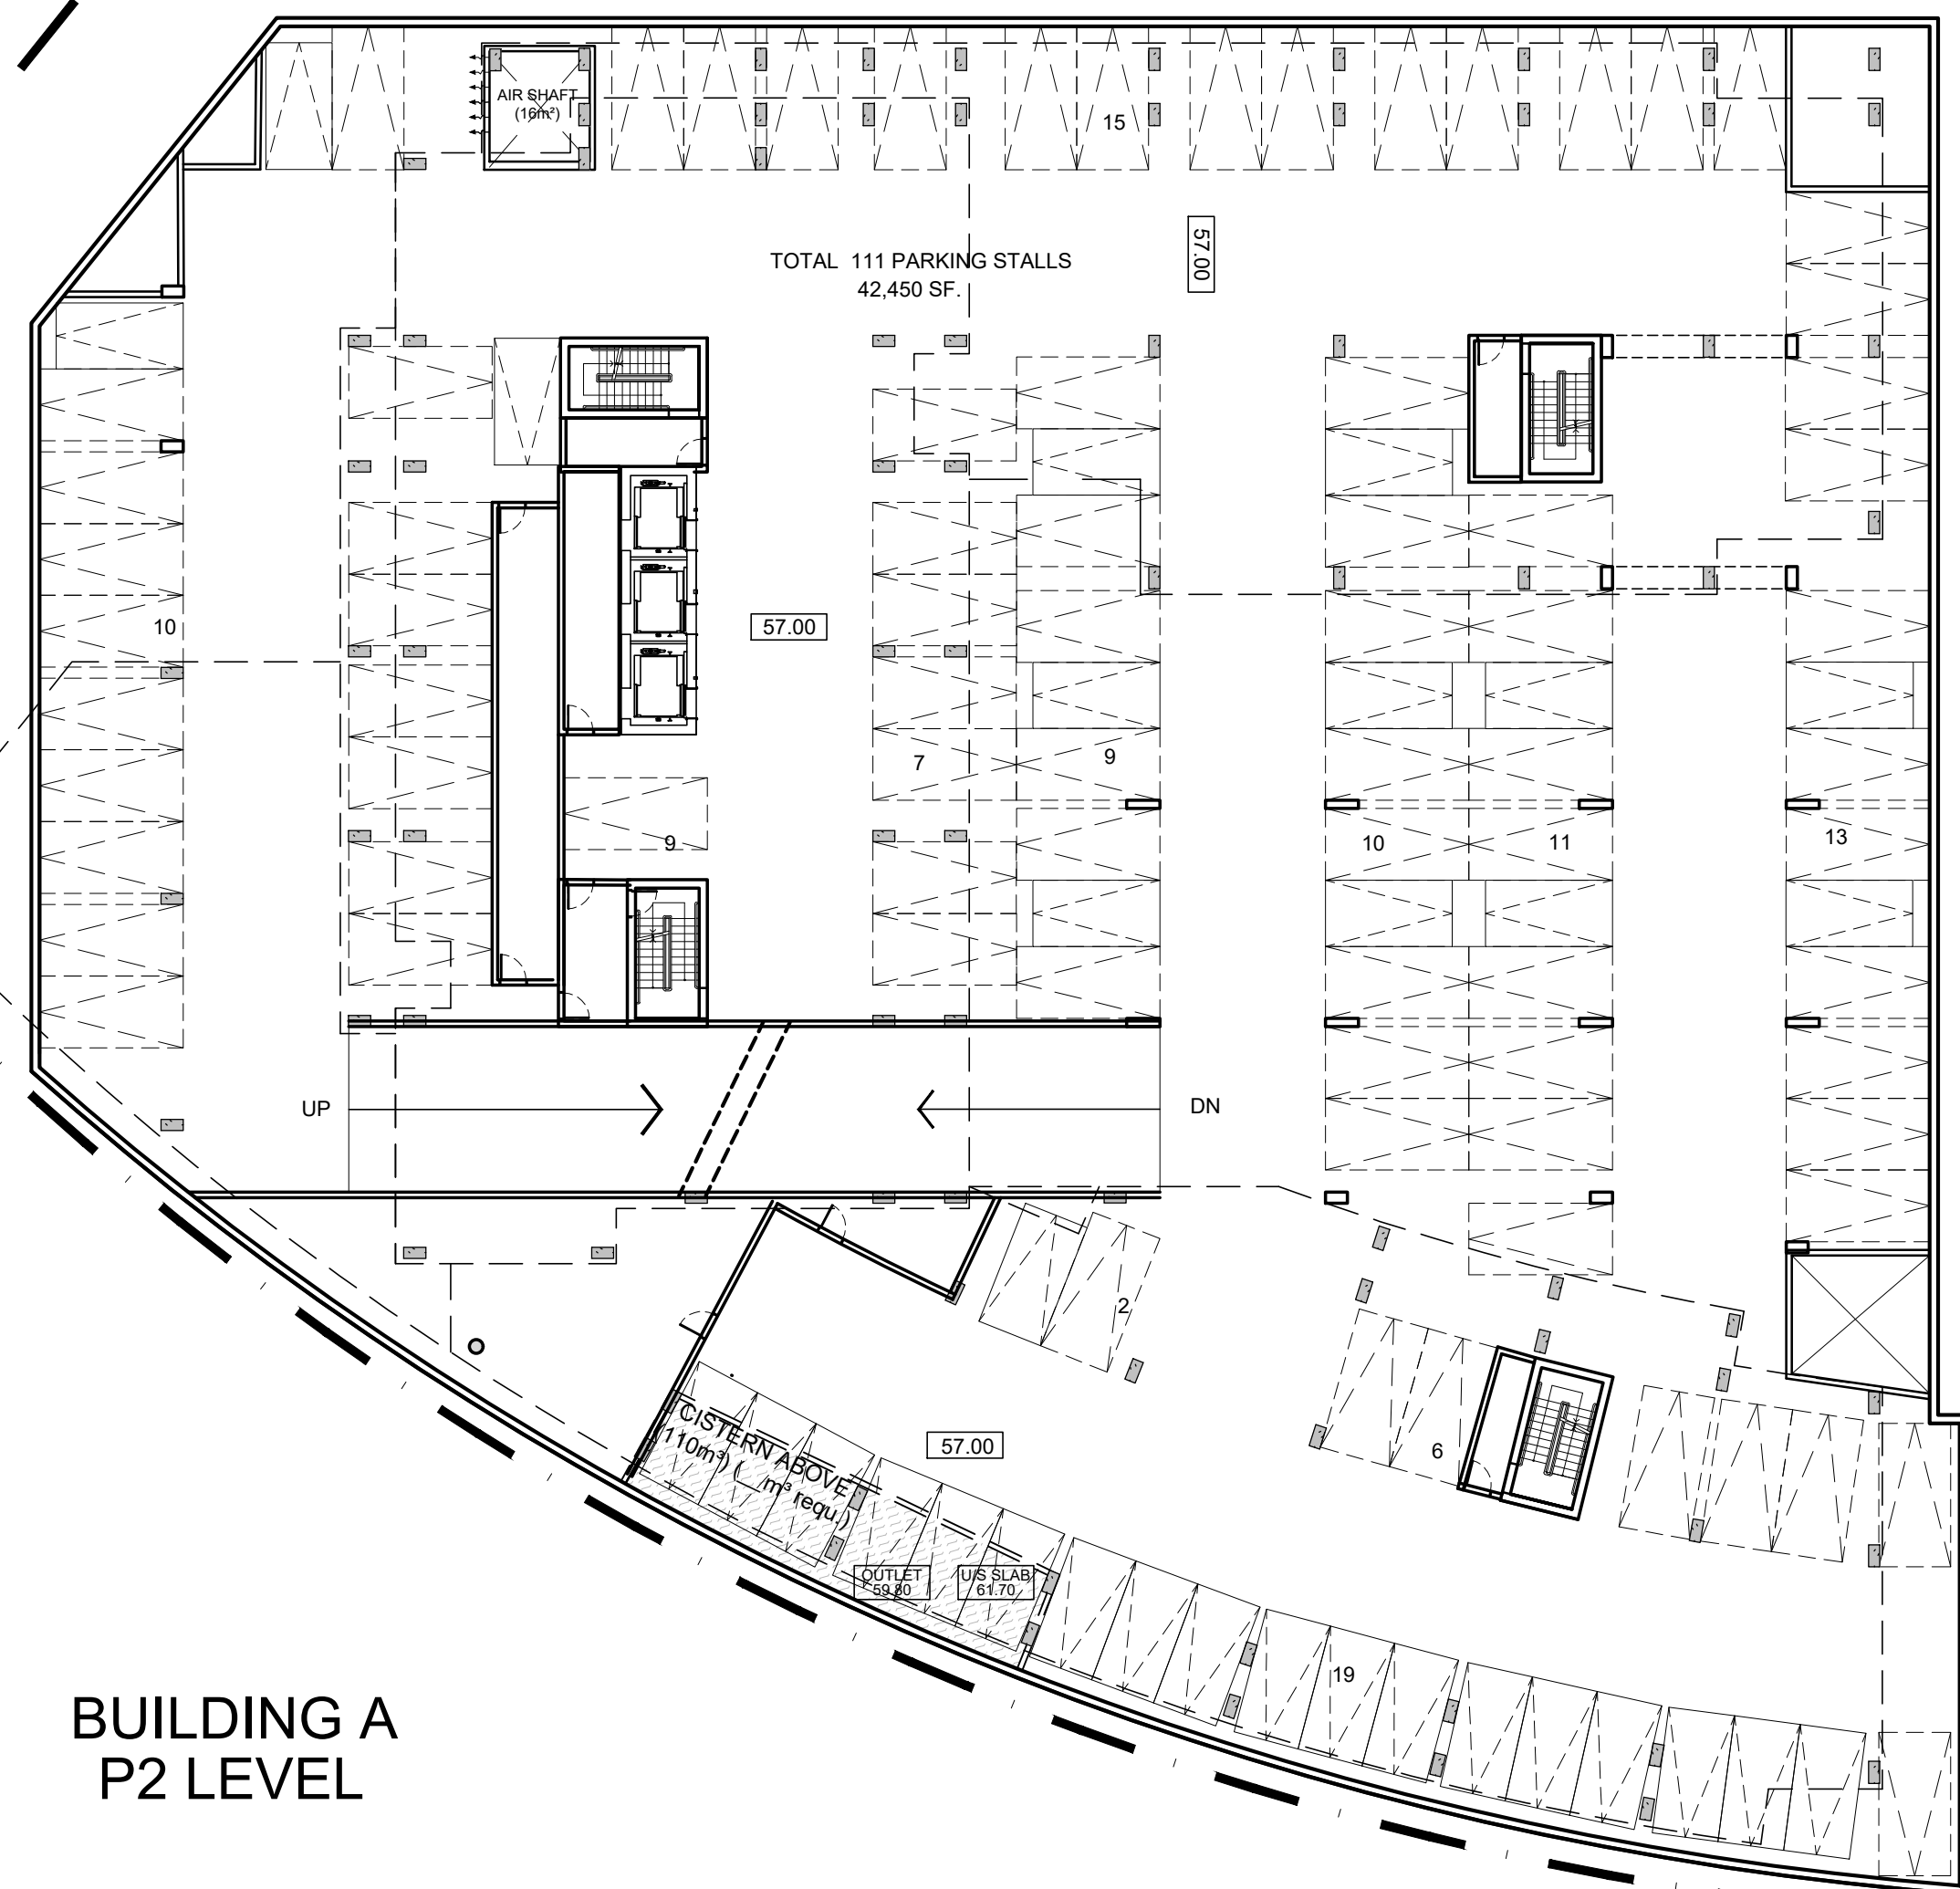 AIR SHAFT
(16m²)
15
TOTAL 111 PARKING STALLS
42,450 SF.
57.00
10
57.00
7
9
9
10
11
13
UP
DN
2
6
57.00
CISTERN ABOVE
110m³) (__m³ requ.)
OUTLET
59.80
U/S SLAB
61.70
19
BUILDING A
P2 LEVEL